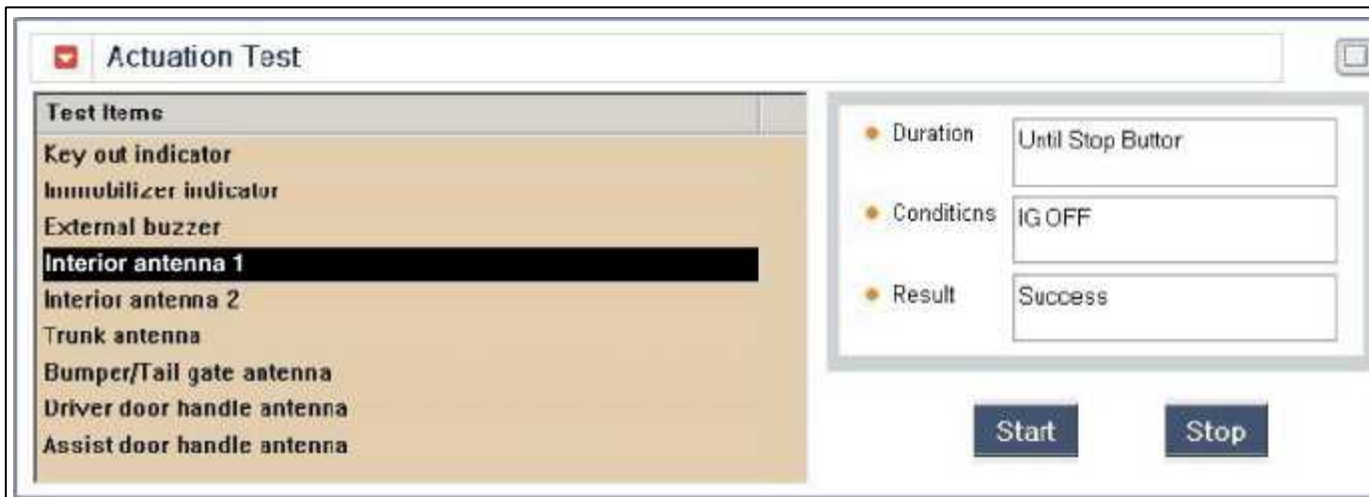 Actuation Test
Test Items
Key out indicator
Immobilizer indicator
External buzzer
Interior antenna 1
Interior antenna 2
Trunk antenna
Bumper/Tail gate antenna
Driver door handle antenna
Assist door handle antenna
Duration
Until Stop Buttor
Conditions
IG OFF
Result
Success
Start
Stop